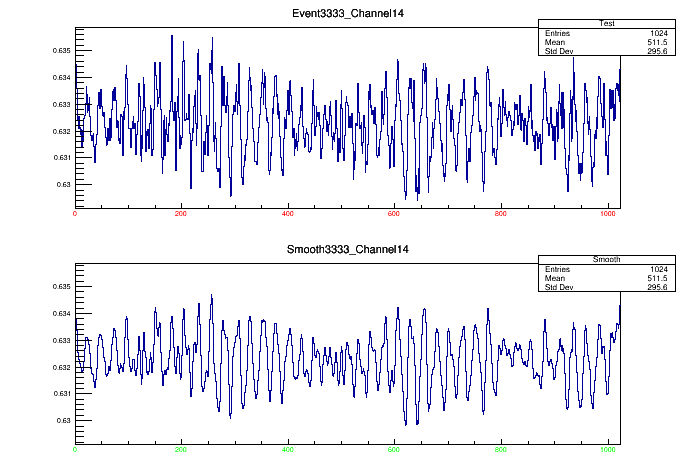 Event3333_Channel14
Test
Entries 1024
Mean 511.5
Std Dev 295.6
0.635
0.634
0.633
0.632
0.631
0.63
0 200 400 600 800 1000
Smooth3333_Channel14
Smooth
Entries 1024
Mean 511.5
Std Dev 295.6
0.635
0.634
0.633
0.632
0.631
0.63
0 200 400 600 800 1000